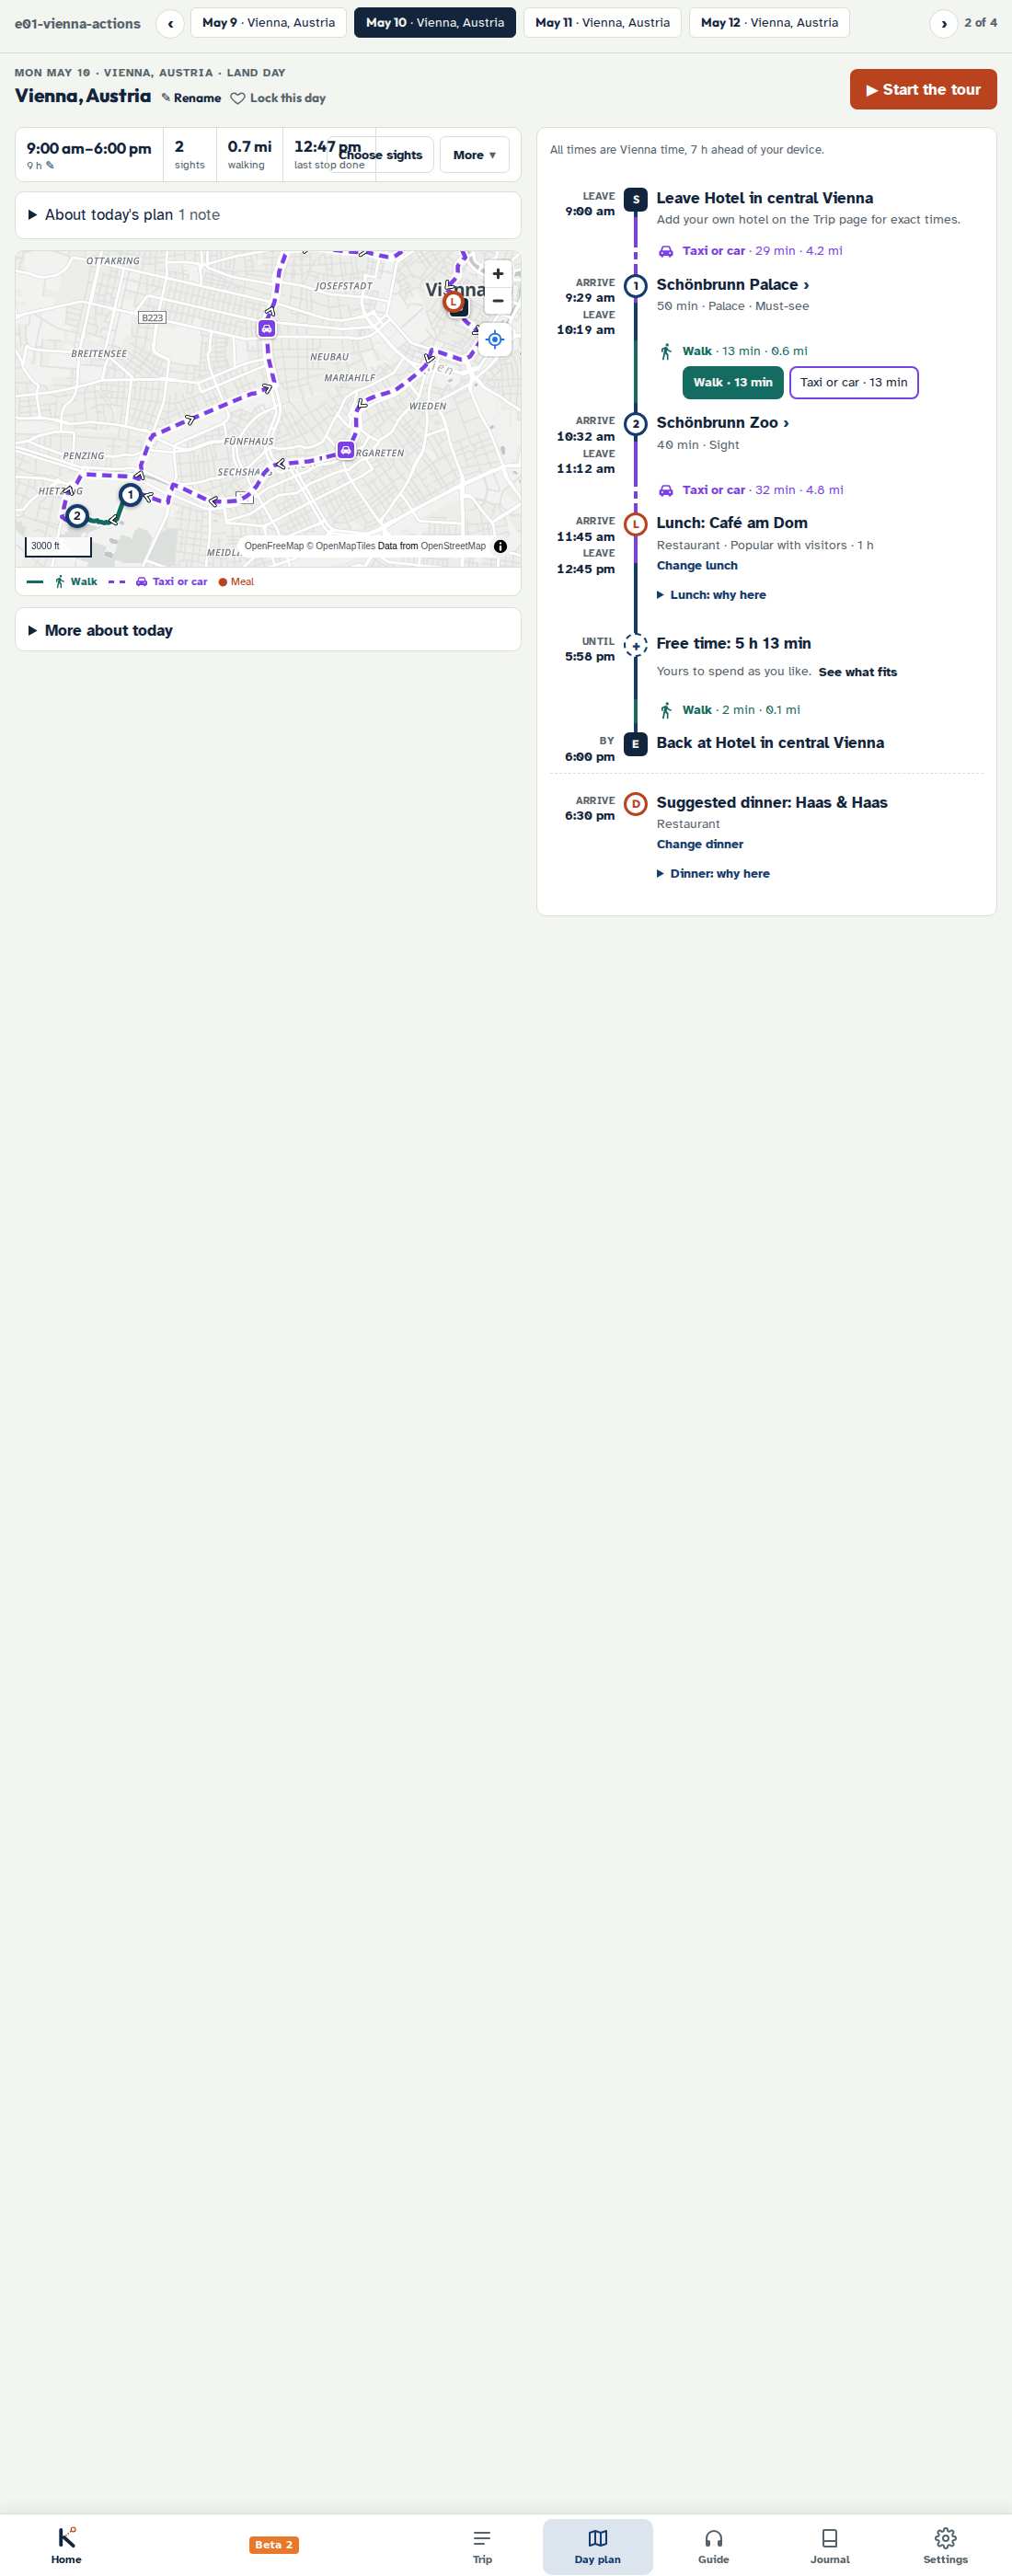 e01-vienna-actions
‹
May 9 · Vienna, Austria
May 10 · Vienna, Austria
May 11 · Vienna, Austria
May 12 · Vienna, Austria
›
2 of 4
MON MAY 10 · VIENNA, AUSTRIA · LAND DAY
Vienna, Austria ✎ Rename Lock this day
▶ Start the tour
9:00 am–6:00 pm
9 h ✎
2
sights
0.7 mi
walking
12:47 pm
last stop done
Choose sights
More ▼
▶ About today's plan 1 note
OTTAKRING
JOSEFSTADT
B223
BREITENSEE
NEUBAU
MARIAHILF
WIEDEN
FÜNFHAUS
PENZING
L
+
−
1
2
3000 ft
OpenFreeMap © OpenMapTiles Data from OpenStreetMap
Walk
Taxi or car
Meal
▶ More about today
All times are Vienna time, 7 h ahead of your device.
LEAVE
9:00 am
S
Leave Hotel in central Vienna
Add your own hotel on the Trip page for exact times.
Taxi or car · 29 min · 4.2 mi
ARRIVE
9:29 am
LEAVE
10:19 am
1
Schönbrunn Palace ›
50 min · Palace · Must-see
Walk · 13 min · 0.6 mi
Walk · 13 min
Taxi or car · 13 min
ARRIVE
10:32 am
LEAVE
11:12 am
2
Schönbrunn Zoo ›
40 min · Sight
Taxi or car · 32 min · 4.8 mi
ARRIVE
11:45 am
LEAVE
12:45 pm
L
Lunch: Café am Dom
Restaurant · Popular with visitors · 1 h
Change lunch
▶ Lunch: why here
UNTIL
5:58 pm
+
Free time: 5 h 13 min
Yours to spend as you like. See what fits
Walk · 2 min · 0.1 mi
BY
6:00 pm
E
Back at Hotel in central Vienna
ARRIVE
6:30 pm
D
Suggested dinner: Haas & Haas
Restaurant
Change dinner
▶ Dinner: why here
Home
Beta 2
Trip
Day plan
Guide
Journal
Settings